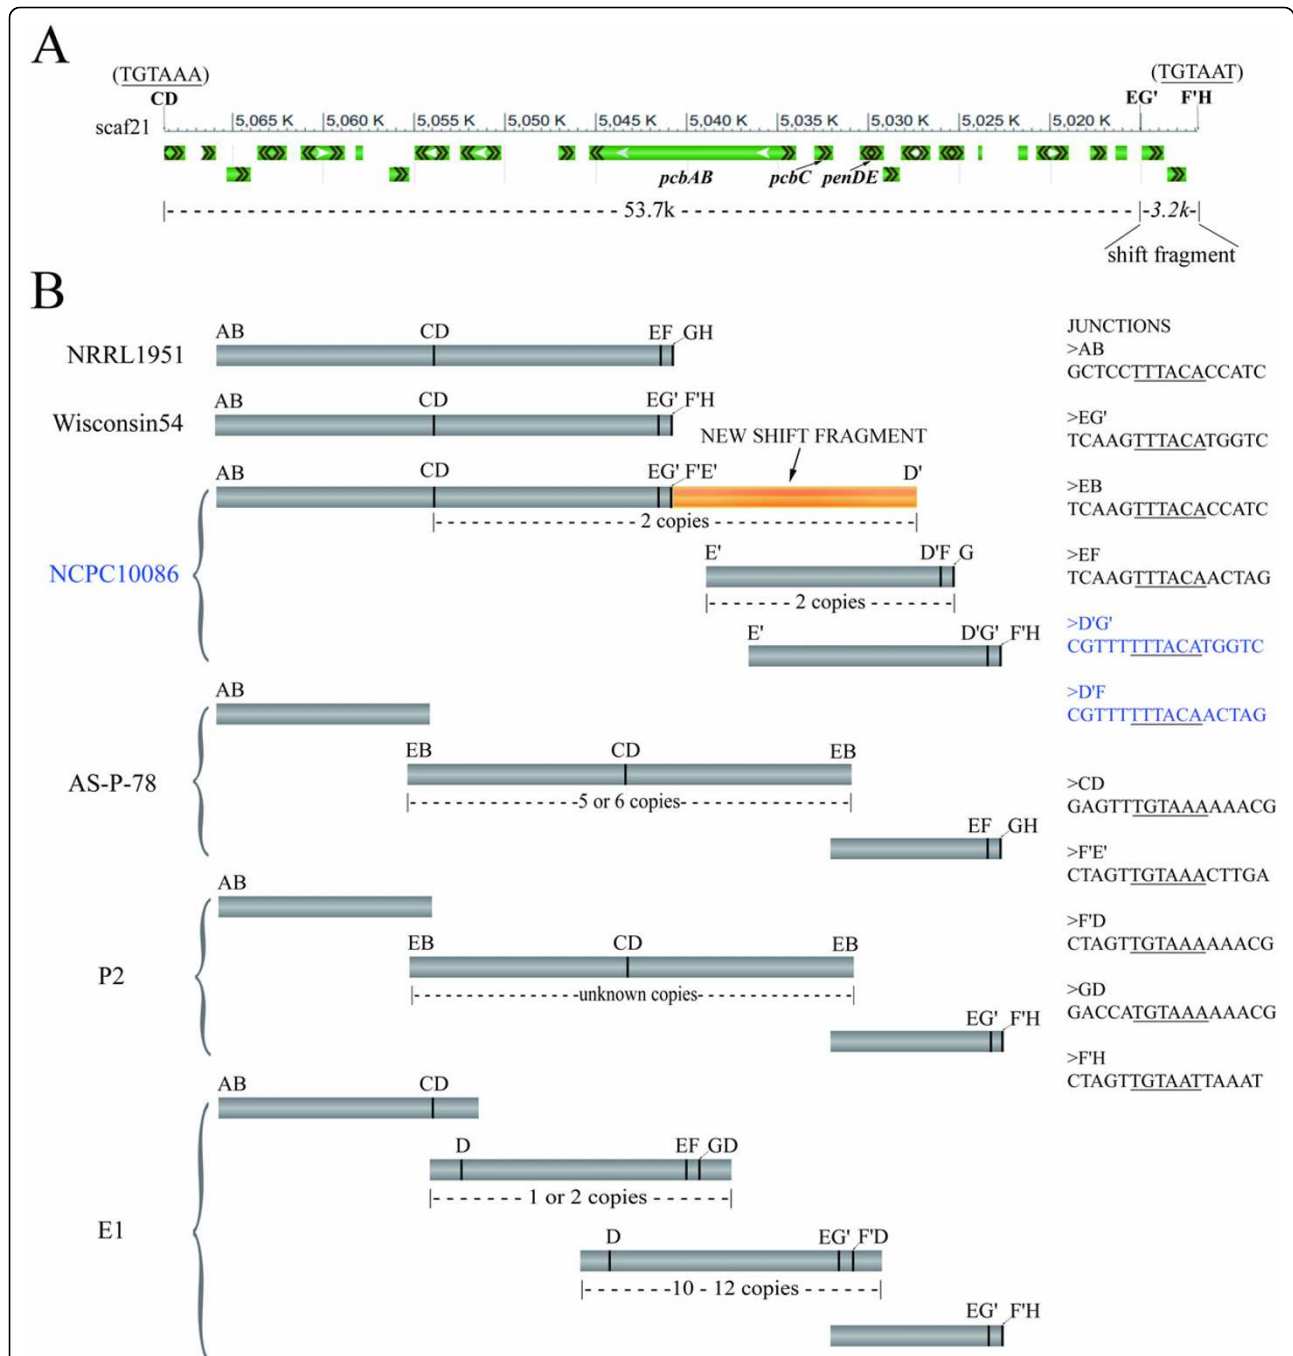 A
(TGTAAA) (TGTAAT)
CD EG' F'H
scaf21 5,065 K 5,060 K 5,055 K 5,050 K 5,045 K 5,040 K 5,035 K 5,030 K 5,025 K 5,020 K
pcbAB pcbC penDE
53.7k 3.2k
shift fragment
B
NRRL1951 AB CD EF GH
Wisconsin54 AB CD EG' F'H
NEW SHIFT FRAGMENT
NCPC10086 AB CD EG' F'E' D'
2 copies
E' D'F G
2 copies
E' D'G' F'H
AS-P-78 AB
EB CD EB
5 or 6 copies
EF GH
P2 AB
EB CD EB
unknown copies
EG' F'H
E1 AB CD
D EF GD
1 or 2 copies
D EG' F'D
10 - 12 copies
EG' F'H
JUNCTIONS
>AB
GCTCCTTTACACCATC
>EG'
TCAAGTTTACATGGTC
>EB
TCAAGTTTACACCATC
>EF
TCAAGTTTACAACTAG
>D'G'
CGTTTTTTACATGGTC
>D'F
CGTTTTTTACAACTAG
>CD
GAGTTTGTAAAAAACG
>F'E'
CTAGTTGTAAACTTGA
>F'D
CTAGTTGTAAAAAACG
>GD
GACCATGTAAAAAACG
>F'H
CTAGTTGTAATTAAAT